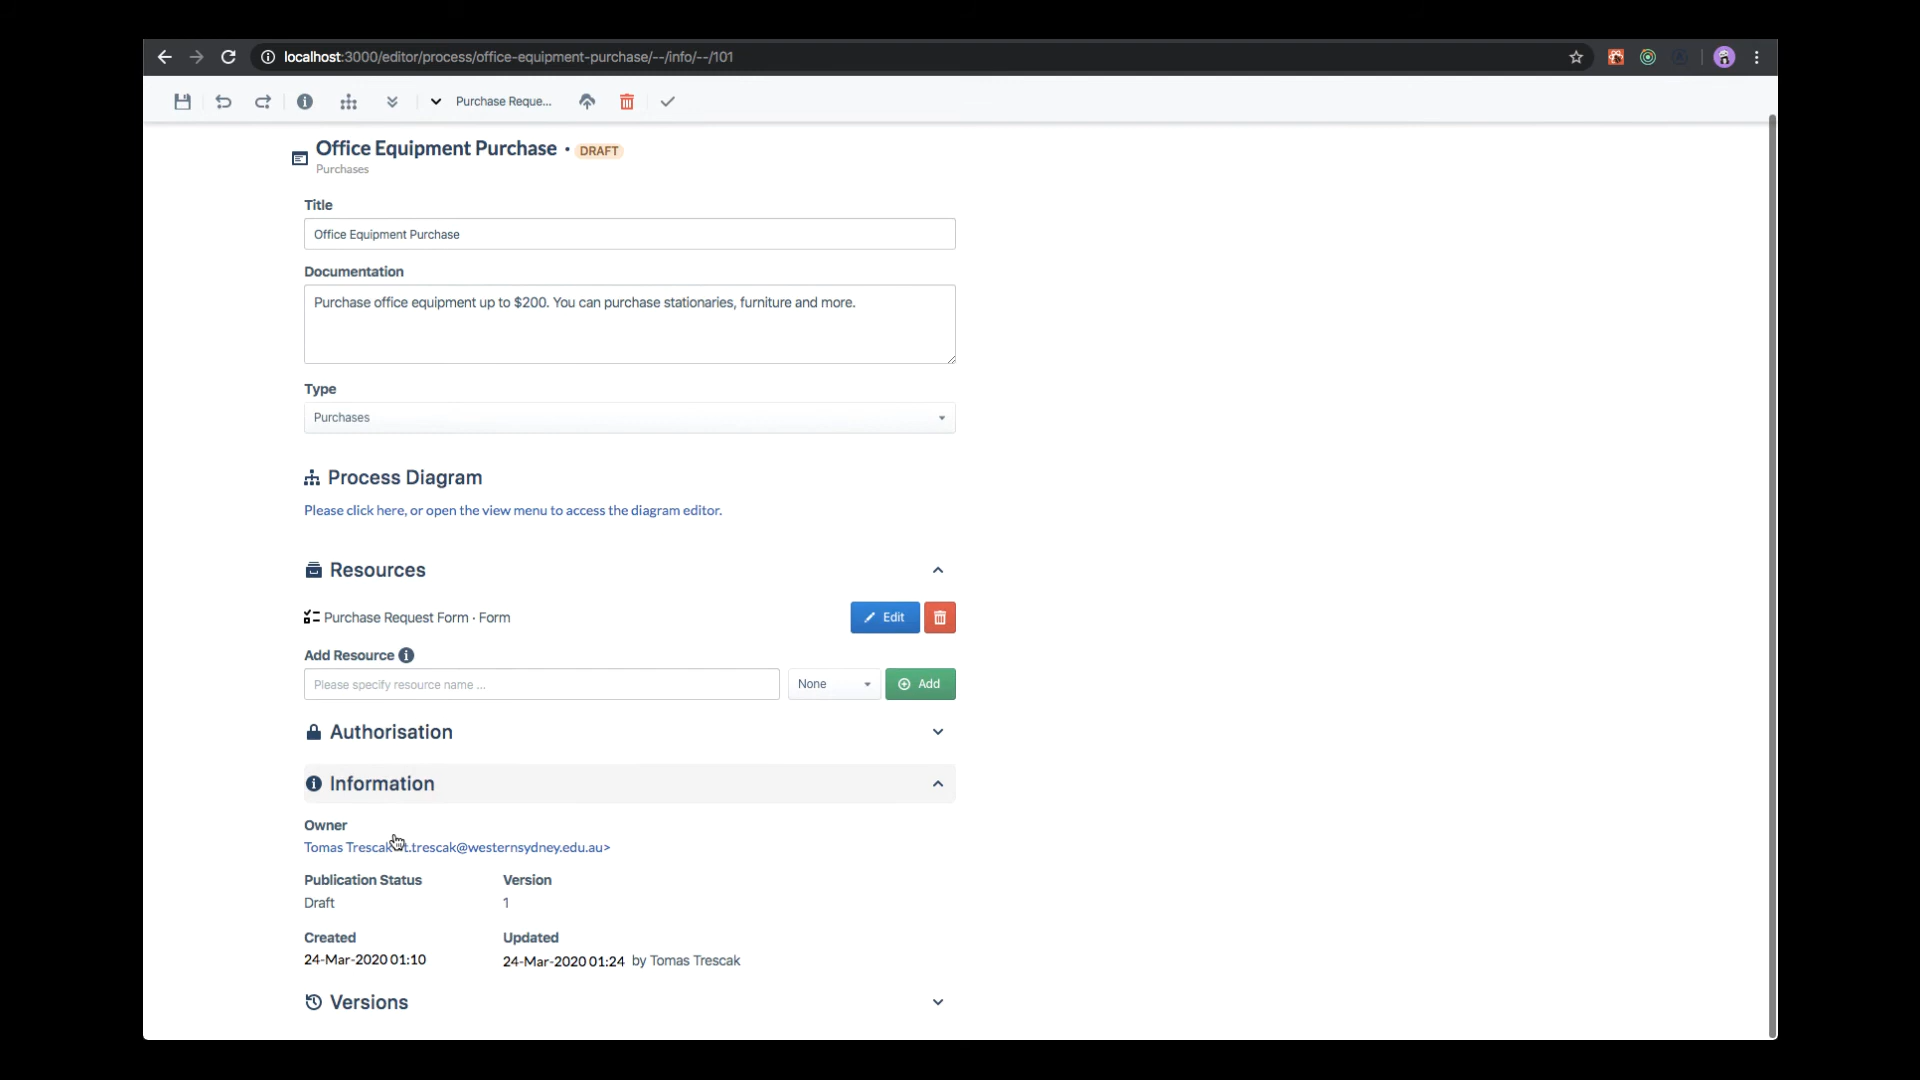 localhost:3000/editor/process/office-equipment-purchase/--/info/--/101
Purchase Reque...
Office Equipment Purchase • DRAFT
Purchases
Title
Office Equipment Purchase
Documentation
Purchase office equipment up to $200. You can purchase stationaries, furniture and more.
Type
Purchases
Process Diagram
Please click here, or open the view menu to access the diagram editor.
Resources
Purchase Request Form · Form
Edit
Add Resource
Please specify resource name ...
None
Add
Authorisation
Information
Owner
Tomas Trescak t.trescak@westernsydney.edu.au>
Publication Status
Version
Draft
1
Created
Updated
24-Mar-2020 01:10
24-Mar-2020 01:24 by Tomas Trescak
Versions